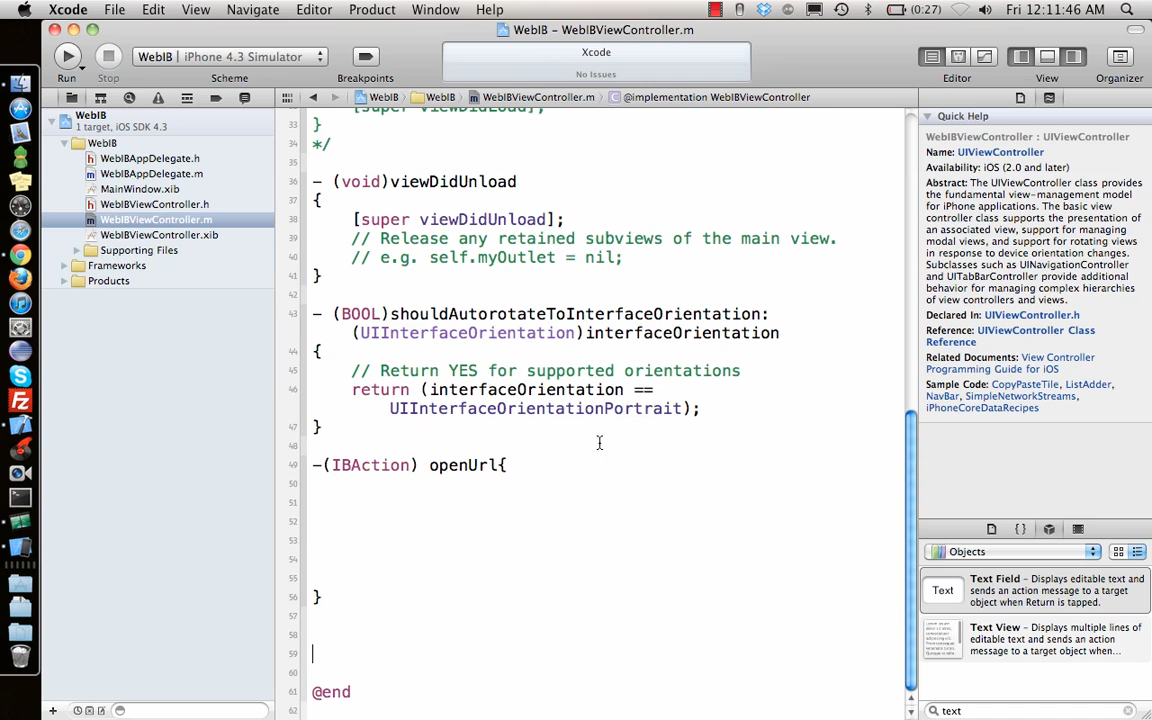 Xcode File Edit View Navigate Editor Product Window Help (0:27) Fri 12:11:46 AM
WebIB – WebIBViewController.m
WebIB | iPhone 4.3 Simulator
Xcode
No Issues
Run Stop Scheme Breakpoints Editor View Organizer
WebIB WebIB WebIBViewController.m @implementation WebIBViewController
WebIB
1 target, iOS SDK 4.3
WebIB
WebIBAppDelegate.h
WebIBAppDelegate.m
MainWindow.xib
WebIBViewController.h
WebIBViewController.m
WebIBViewController.xib
Supporting Files
Frameworks
Products
[super viewDidLoad];
33 }
34 */
35
36 - (void)viewDidUnload
37 {
38 [super viewDidUnload];
39 // Release any retained subviews of the main view.
40 // e.g. self.myOutlet = nil;
41 }
42
43 - (BOOL)shouldAutorotateToInterfaceOrientation:
(UIInterfaceOrientation)interfaceOrientation
44 {
45 // Return YES for supported orientations
46 return (interfaceOrientation ==
UIInterfaceOrientationPortrait);
47 }
48
49 -(IBAction) openUrl{
50
51
52
53
54
55
56 }
57
58
59
60
61 @end
62
Quick Help
WebIBViewController : UIViewController
Name: UIViewController
Availability: iOS (2.0 and later)
Abstract: The UIViewController class provides
the fundamental view-management model
for iPhone applications. The basic view
controller class supports the presentation of
an associated view, support for managing
modal views, and support for rotating views
in response to device orientation changes.
Subclasses such as UINavigationController
and UITabBarController provide additional
behavior for managing complex hierarchies
of view controllers and views.
Declared In: UIViewController.h
Reference: UIViewController Class
Reference
Related Documents: View Controller
Programming Guide for iOS
Sample Code: CopyPasteTile, ListAdder,
NavBar, SimpleNetworkStreams,
iPhoneCoreDataRecipes
Objects
Text
Text Field – Displays editable text and
sends an action message to a target
object when Return is tapped.
Text View – Displays multiple lines of
editable text and sends an action
message to a target object when…
text